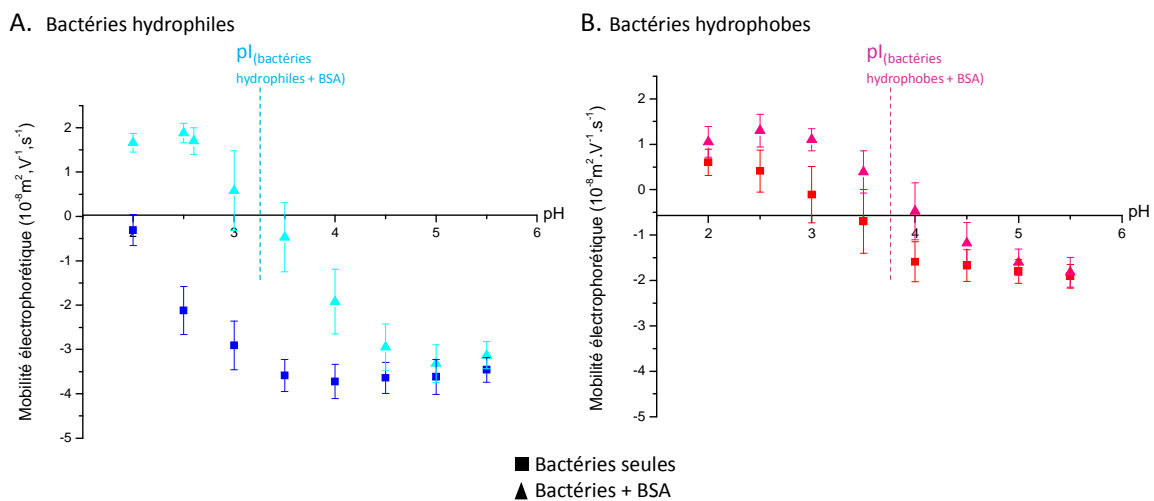 A. Bactéries hydrophiles
pI(bactéries
hydrophiles + BSA)
Mobilité électrophorétique (10-8m2,V-1,s-1)
2
1
0
-1
-2
-3
-4
-5
2
3
4
5
6
pH
B. Bactéries hydrophobes
pI(bactéries
hydrophobes + BSA)
Mobilité électrophorétique (10-8m2.V-1.s-1)
2
1
0
-1
-2
-3
-4
-5
2
3
4
5
6
pH
Bactéries seules
Bactéries + BSA